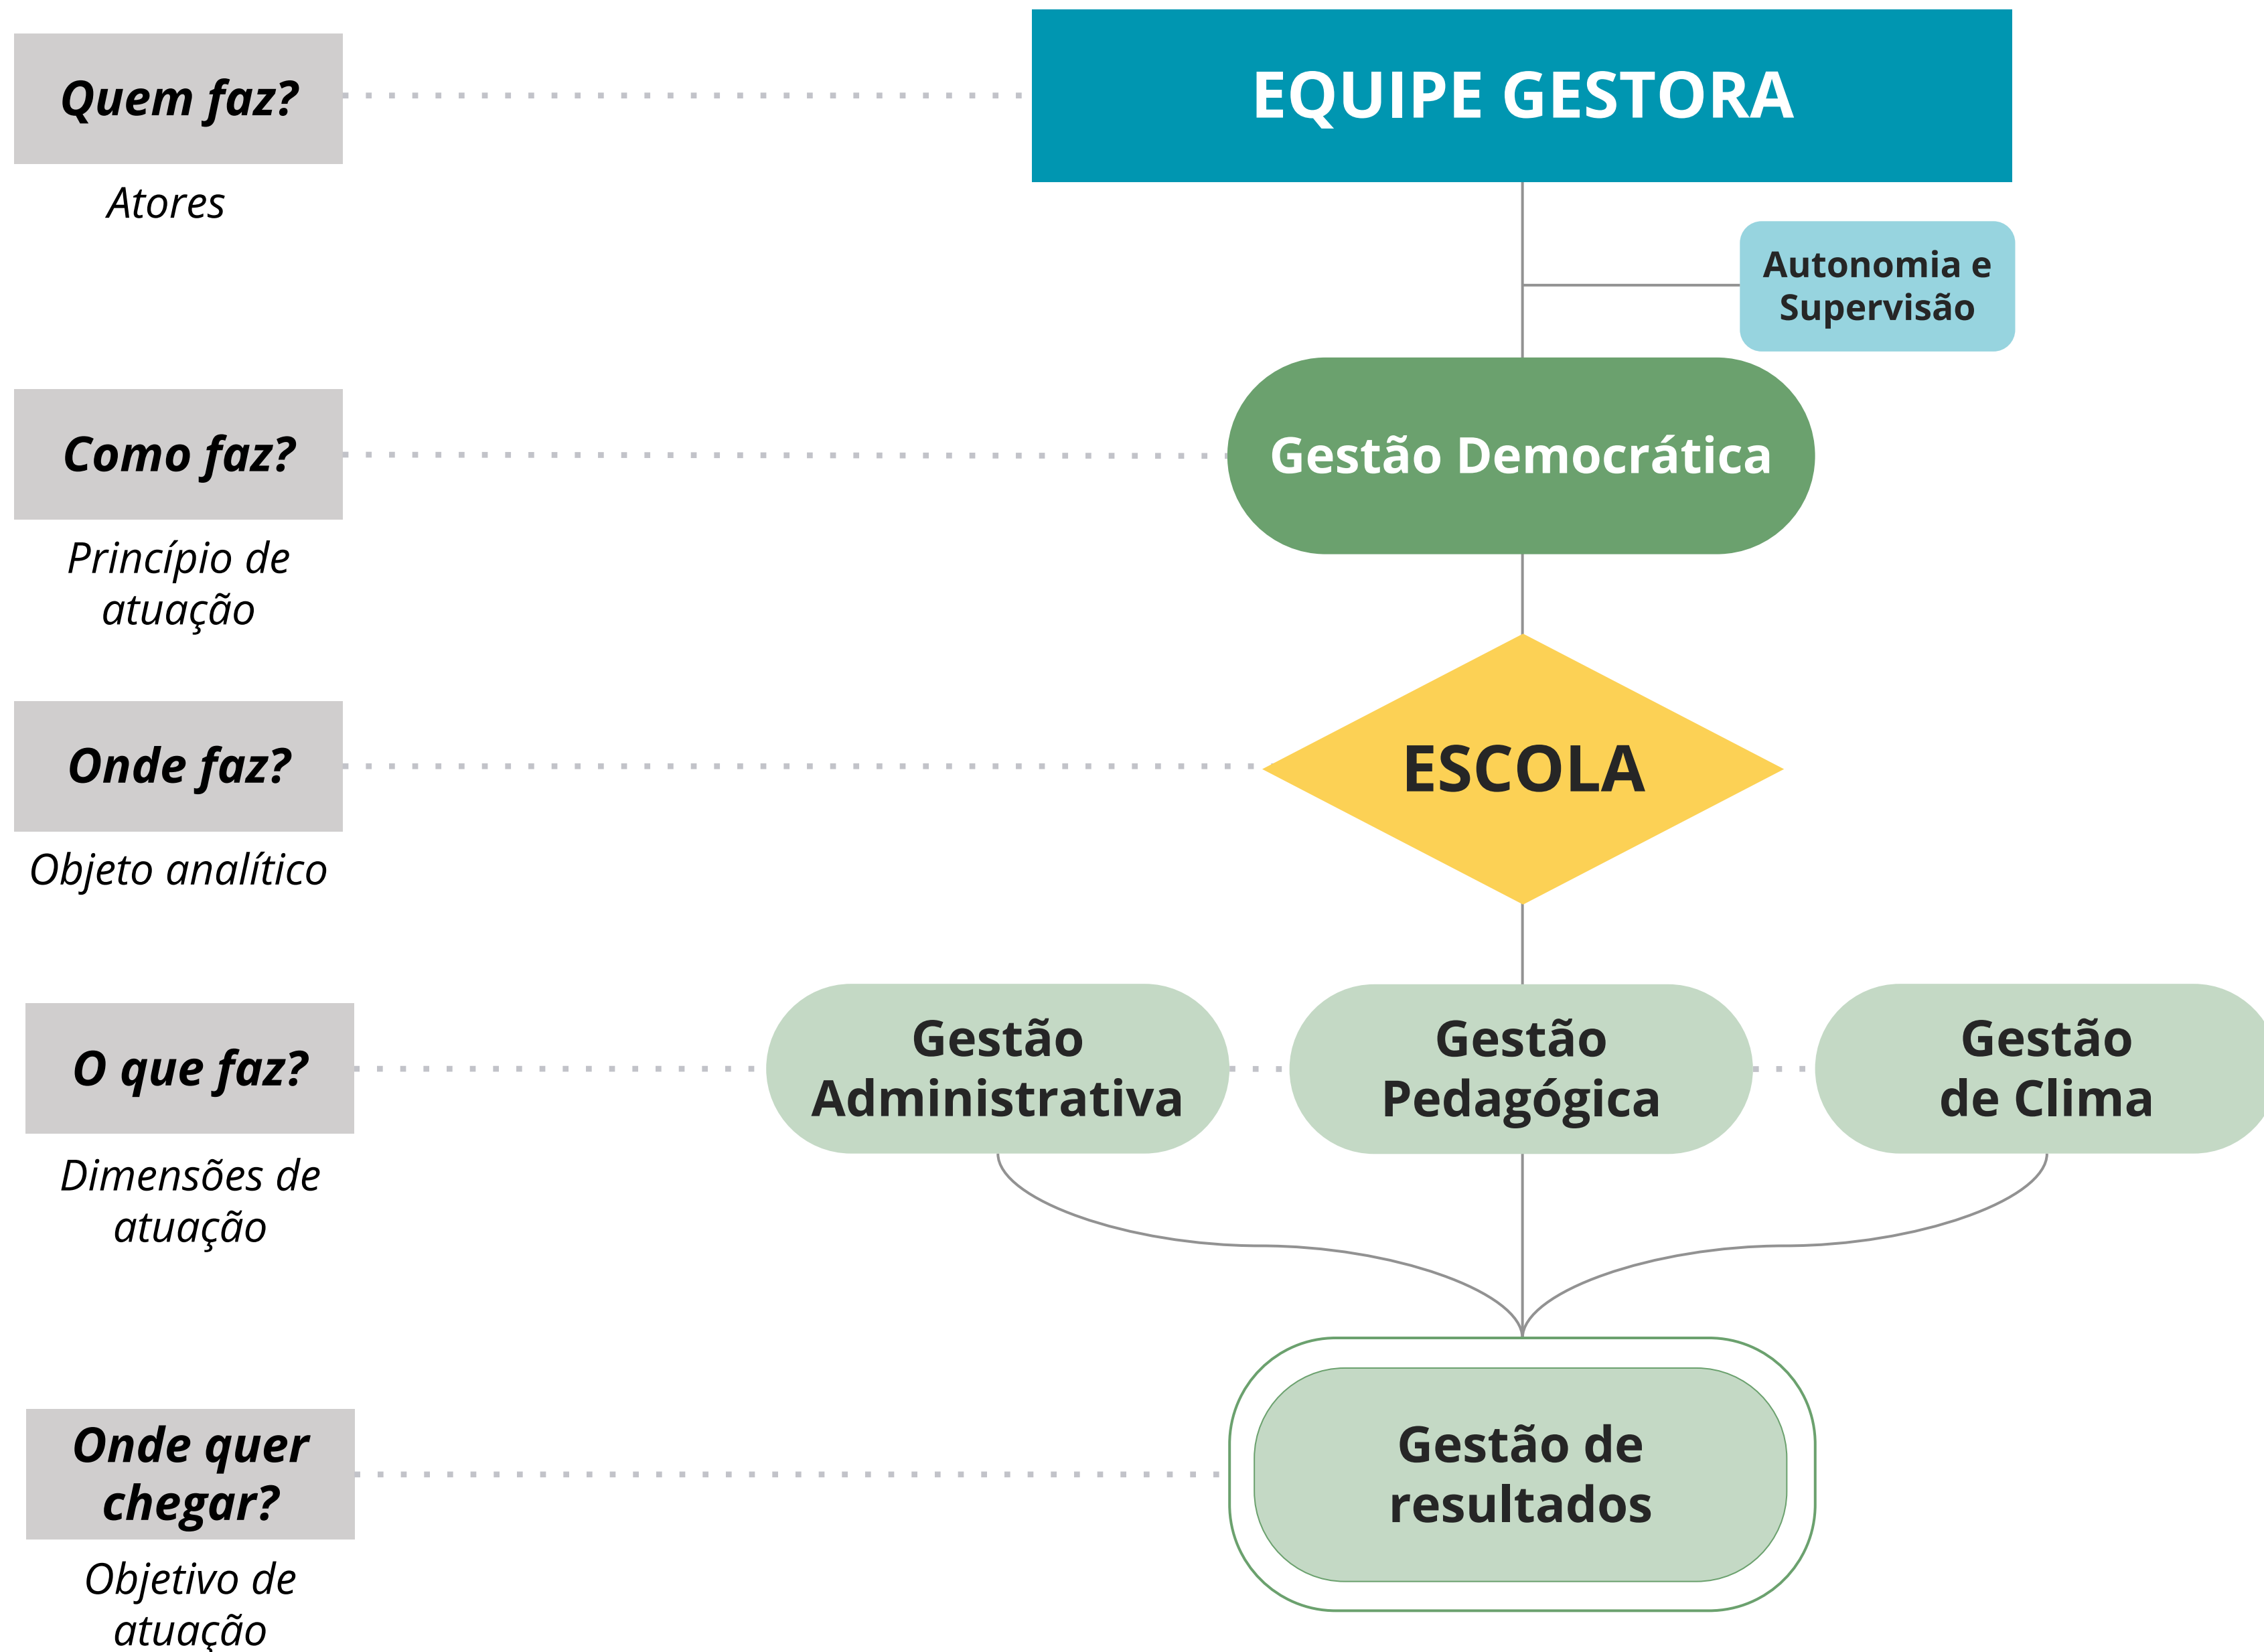 Quem faz?
EQUIPE GESTORA
Atores
Autonomia e
Supervisão
Como faz?
Gestão Democrática
Princípio de
atuação
Onde faz?
ESCOLA
Objeto analítico
O que faz?
Gestão
Administrativa
Gestão
Pedagógica
Gestão
de Clima
Dimensões de
atuação
Onde quer
chegar?
Gestão de
resultados
Objetivo de
atuação